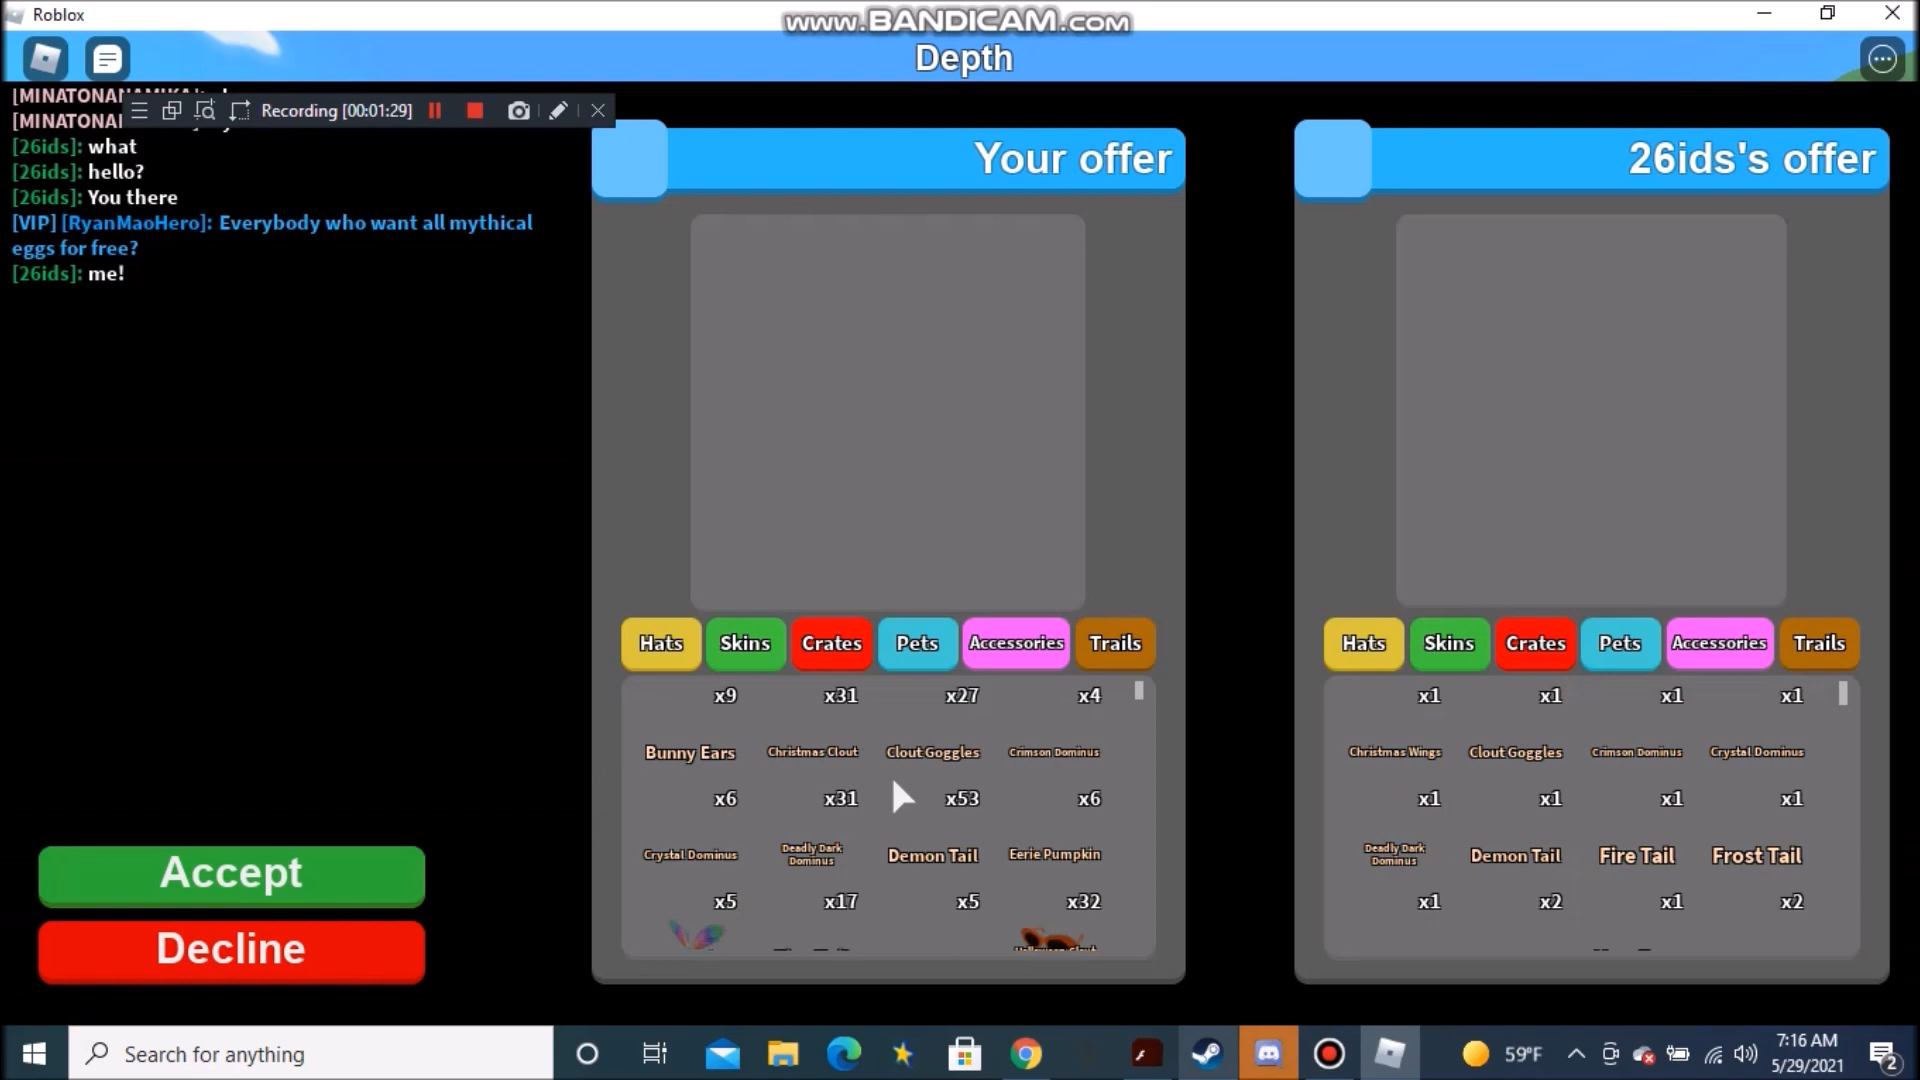 Roblox
www.BANDICAM.com
Depth
[MINATONANAMIKA]:
[MINATONAN
Recording [00:01:29]
[26ids]: what
[26ids]: hello?
[26ids]: You there
[VIP] [RyanMaoHero]: Everybody who want all mythical
eggs for free?
[26ids]: me!
Accept
Decline
Your offer
Hats Skins Crates Pets Accessories Trails
x9 x31 x27 x4
Bunny Ears Christmas Clout Clout Goggles Crimson Dominus
x6 x31 x53 x6
Crystal Dominus Deadly Dark Dominus Demon Tail Eerie Pumpkin
x5 x17 x5 x32
26ids's offer
Hats Skins Crates Pets Accessories Trails
x1 x1 x1 x1
Christmas Wings Clout Goggles Crimson Dominus Crystal Dominus
x1 x1 x1 x1
Deadly Dark Dominus Demon Tail Fire Tail Frost Tail
x1 x2 x1 x2
Search for anything
59°F
7:16 AM
5/29/2021
2